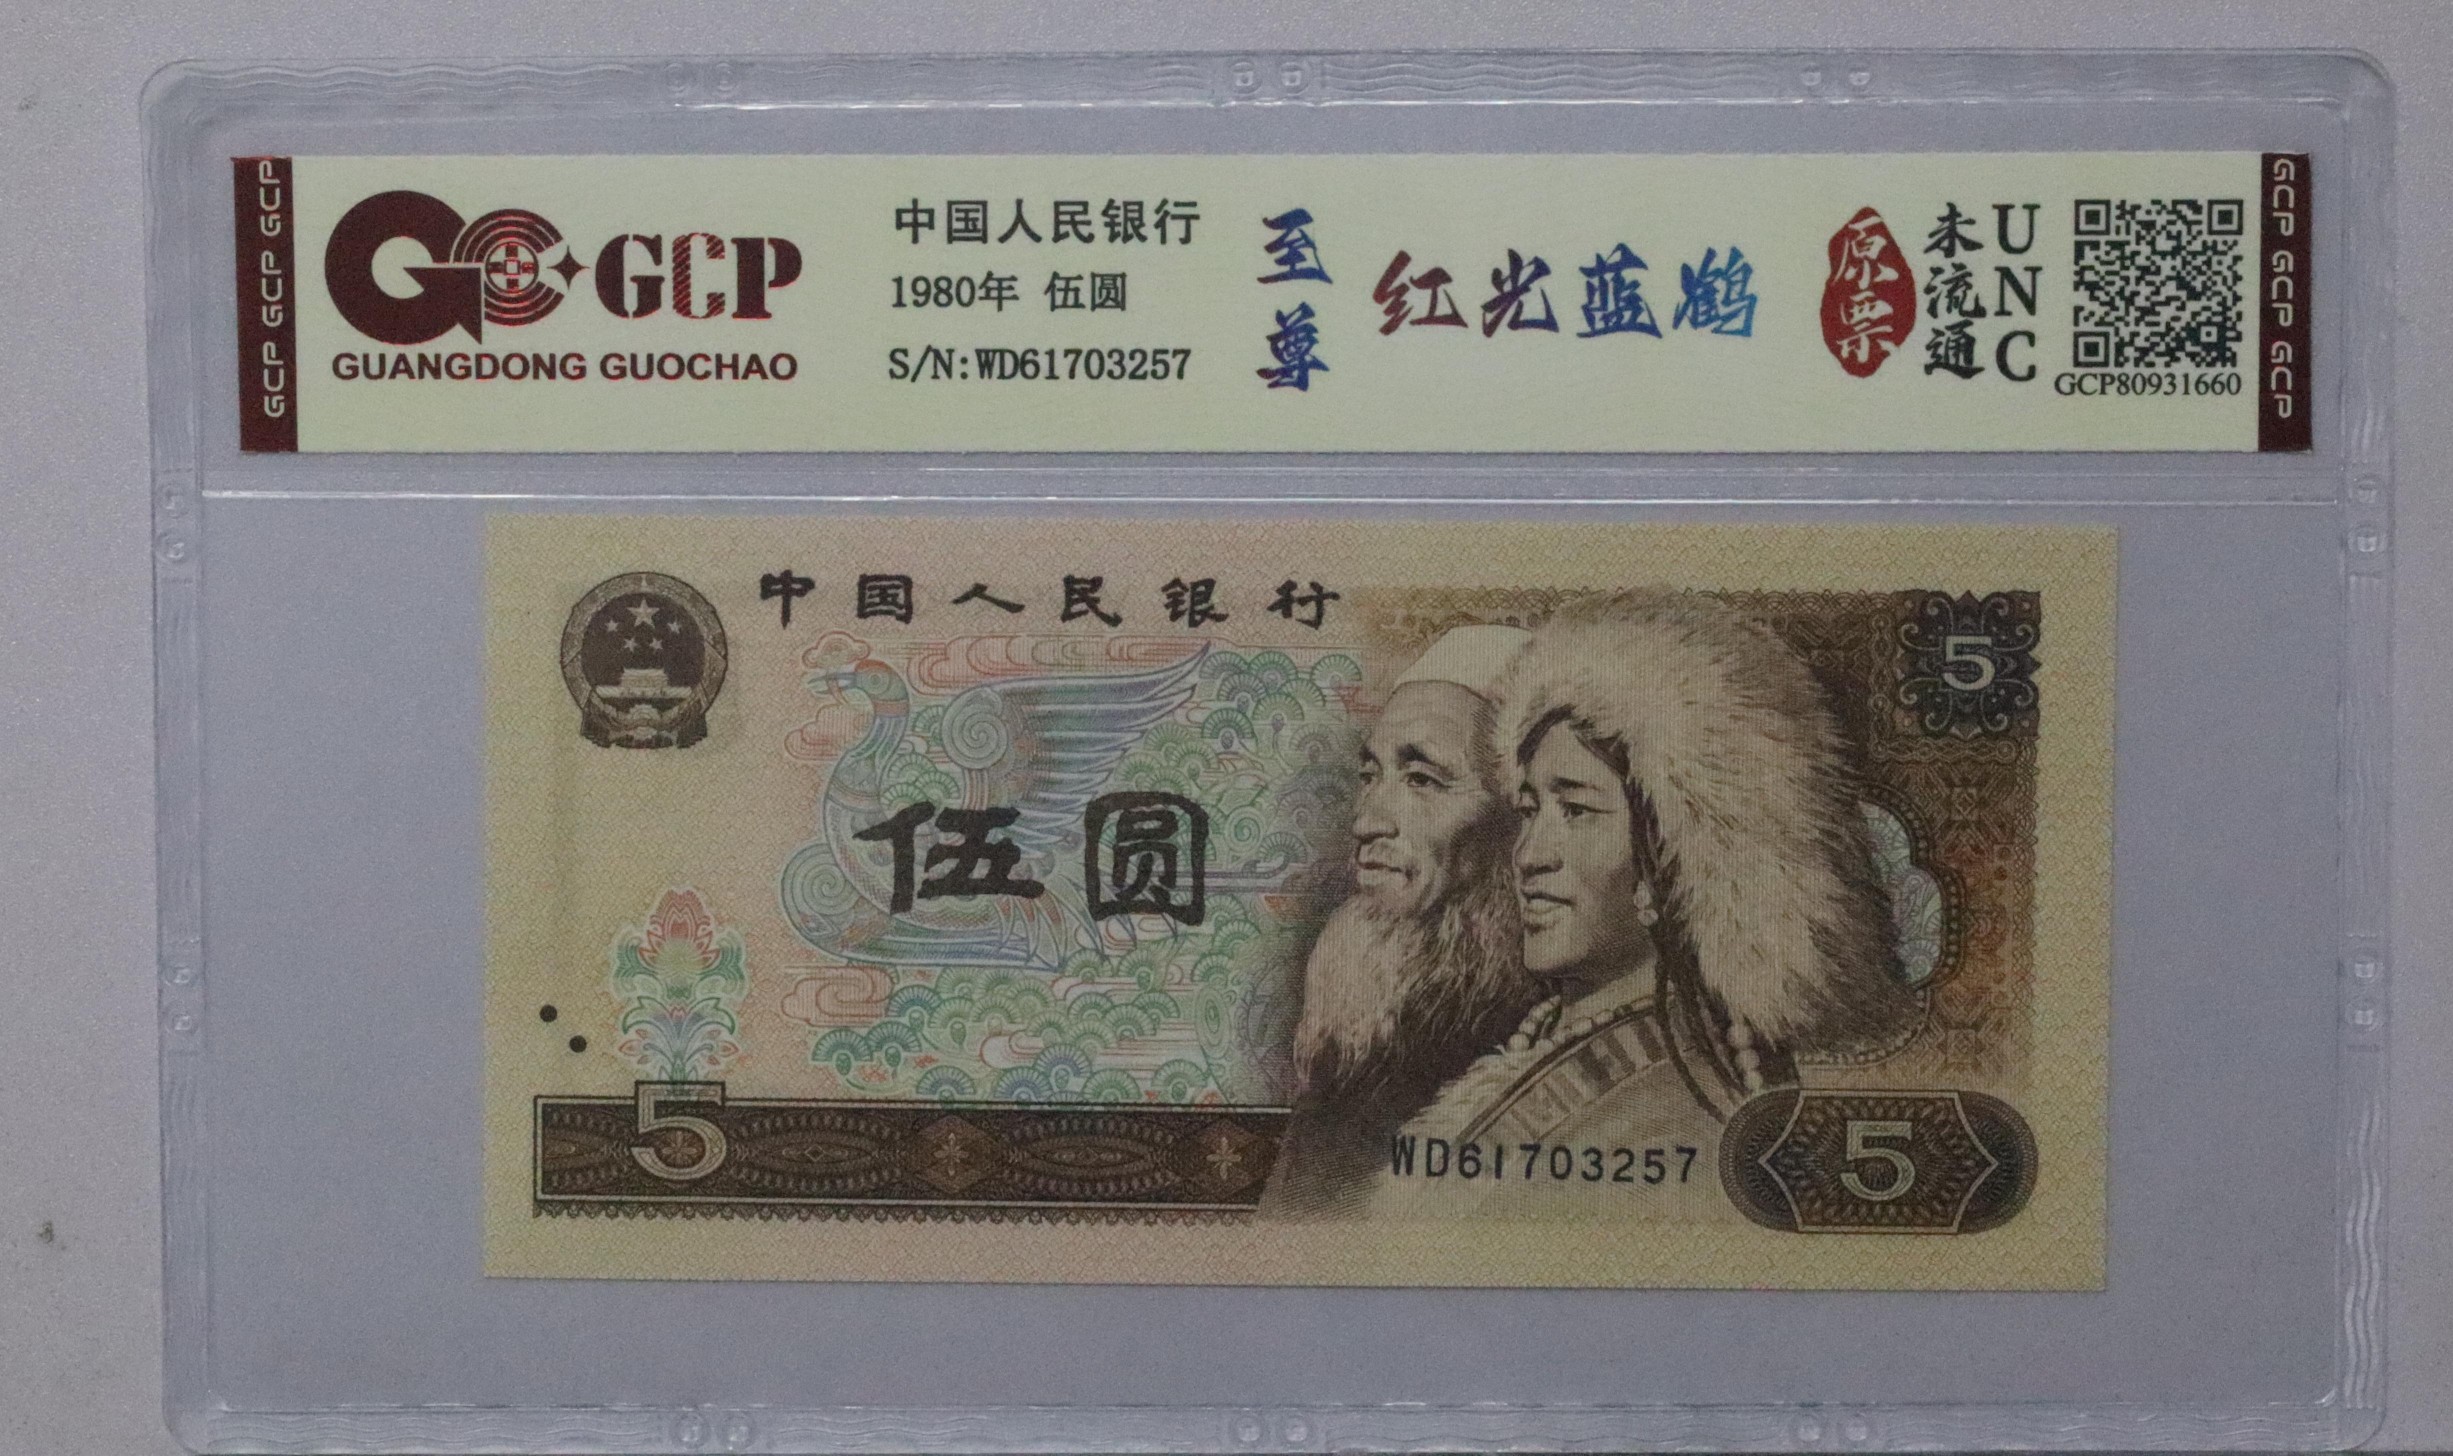 GCP GCP GCP
GCP
GUANGDONG GUOCHAO
中国人民银行
1980年 伍圆
S/N:WD61703257
至尊
红光蓝鹤
原票
未流通
UNC
GCP80931660
GCP GCP GCP
中国人民银行
5
伍圆
5
WD61703257
5